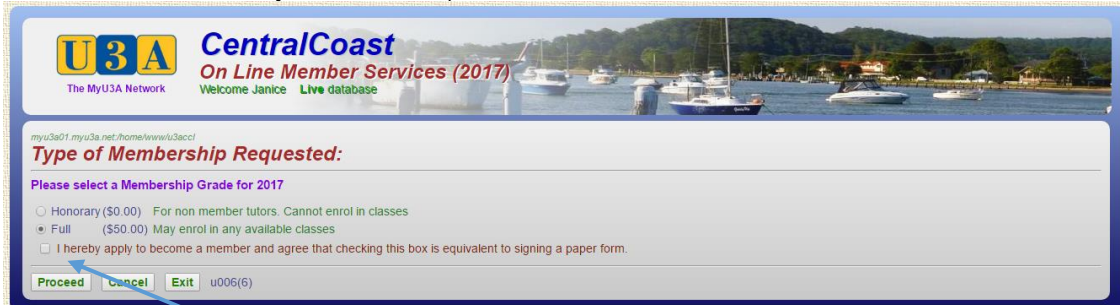 U3A
The MyU3A Network
CentralCoast
On Line Member Services (2017)
Welcome Janice Live database
myu3a01.myu3a.net:/home/www/u3accl
Type of Membership Requested:
Please select a Membership Grade for 2017
Honorary ($0.00) For non member tutors. Cannot enrol in classes
Full ($50.00) May enrol in any available classes
I hereby apply to become a member and agree that checking this box is equivalent to signing a paper form.
Proceed Cancel Exit u006(6)